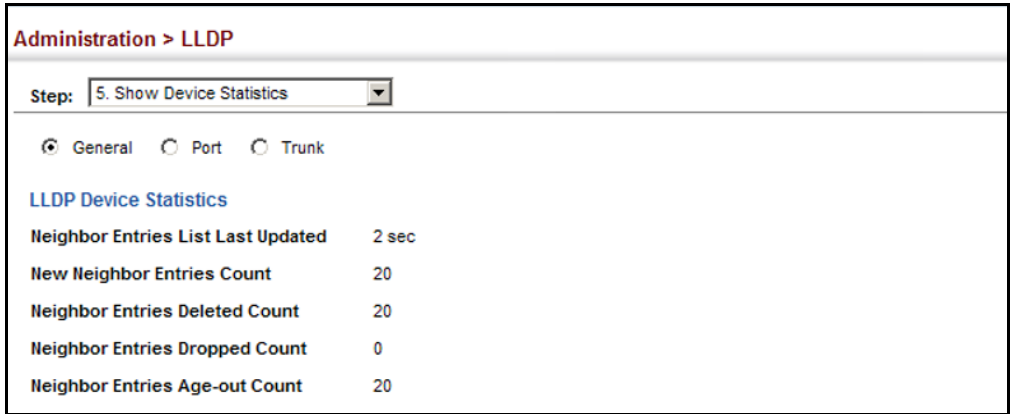 Administration > LLDP
Step: 5. Show Device Statistics
General Port Trunk
LLDP Device Statistics
Neighbor Entries List Last Updated 2 sec
New Neighbor Entries Count 20
Neighbor Entries Deleted Count 20
Neighbor Entries Dropped Count 0
Neighbor Entries Age-out Count 20